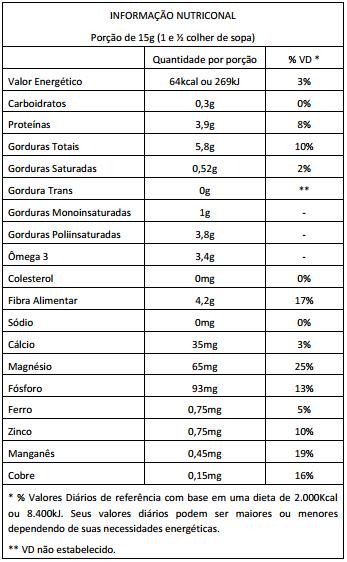 INFORMAÇÃO NUTRICONAL
Porção de 15g (1 e ½ colher de sopa)
Quantidade por porção % VD *
Valor Energético 64kcal ou 269kJ 3%
Carboidratos 0,3g 0%
Proteínas 3,9g 8%
Gorduras Totais 5,8g 10%
Gorduras Saturadas 0,52g 2%
Gordura Trans 0g **
Gorduras Monoinsaturadas 1g -
Gorduras Poliinsaturadas 3,8g -
Ômega 3 3,4g -
Colesterol 0mg 0%
Fibra Alimentar 4,2g 17%
Sódio 0mg 0%
Cálcio 35mg 3%
Magnésio 65mg 25%
Fósforo 93mg 13%
Ferro 0,75mg 5%
Zinco 0,75mg 10%
Manganês 0,45mg 19%
Cobre 0,15mg 16%
* % Valores Diários de referência com base em uma dieta de 2.000Kcal
ou 8.400kJ. Seus valores diários podem ser maiores ou menores
dependendo de suas necessidades energéticas.
** VD não estabelecido.